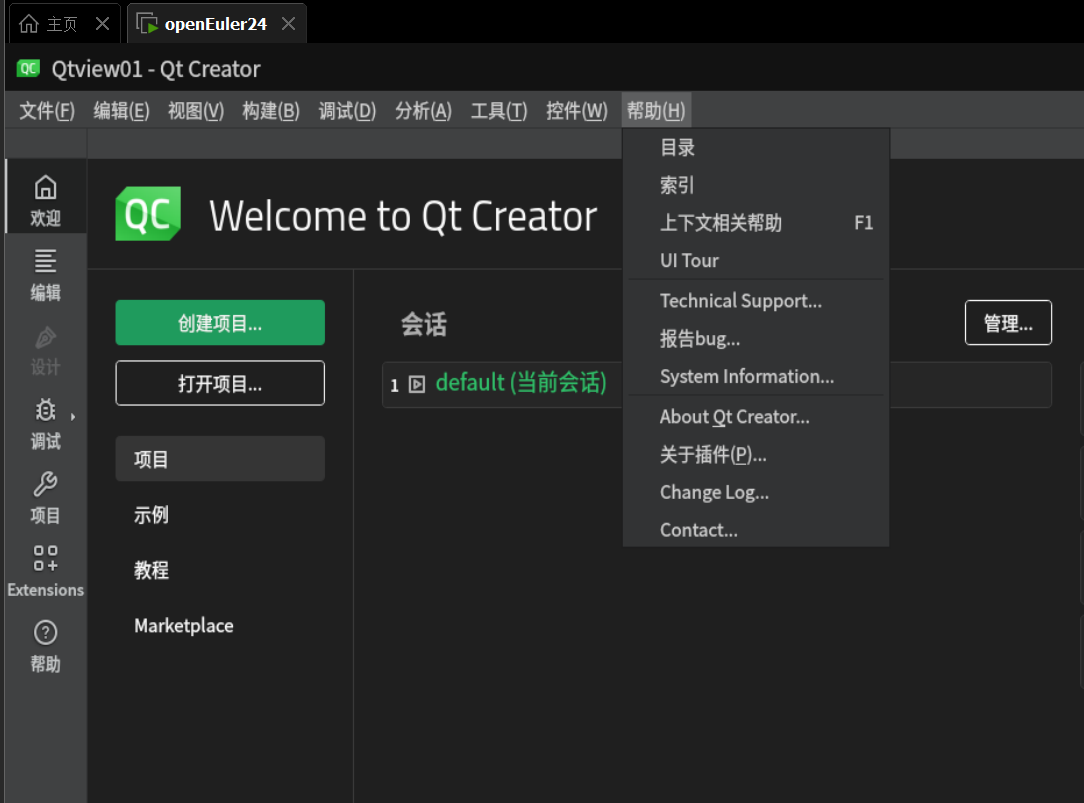 主页
openEuler24
QC Qtview01 - Qt Creator
文件(F) 编辑(E) 视图(V) 构建(B) 调试(D) 分析(A) 工具(T) 控件(W) 帮助(H)
目录
索引
上下文相关帮助 F1
UI Tour
Technical Support...
报告bug...
System Information...
About Qt Creator...
关于插件(P)...
Change Log...
Contact...
欢迎
编辑
设计
调试
项目
Extensions
帮助
QC Welcome to Qt Creator
创建项目...
打开项目...
项目
示例
教程
Marketplace
会话
管理...
1 default (当前会话)